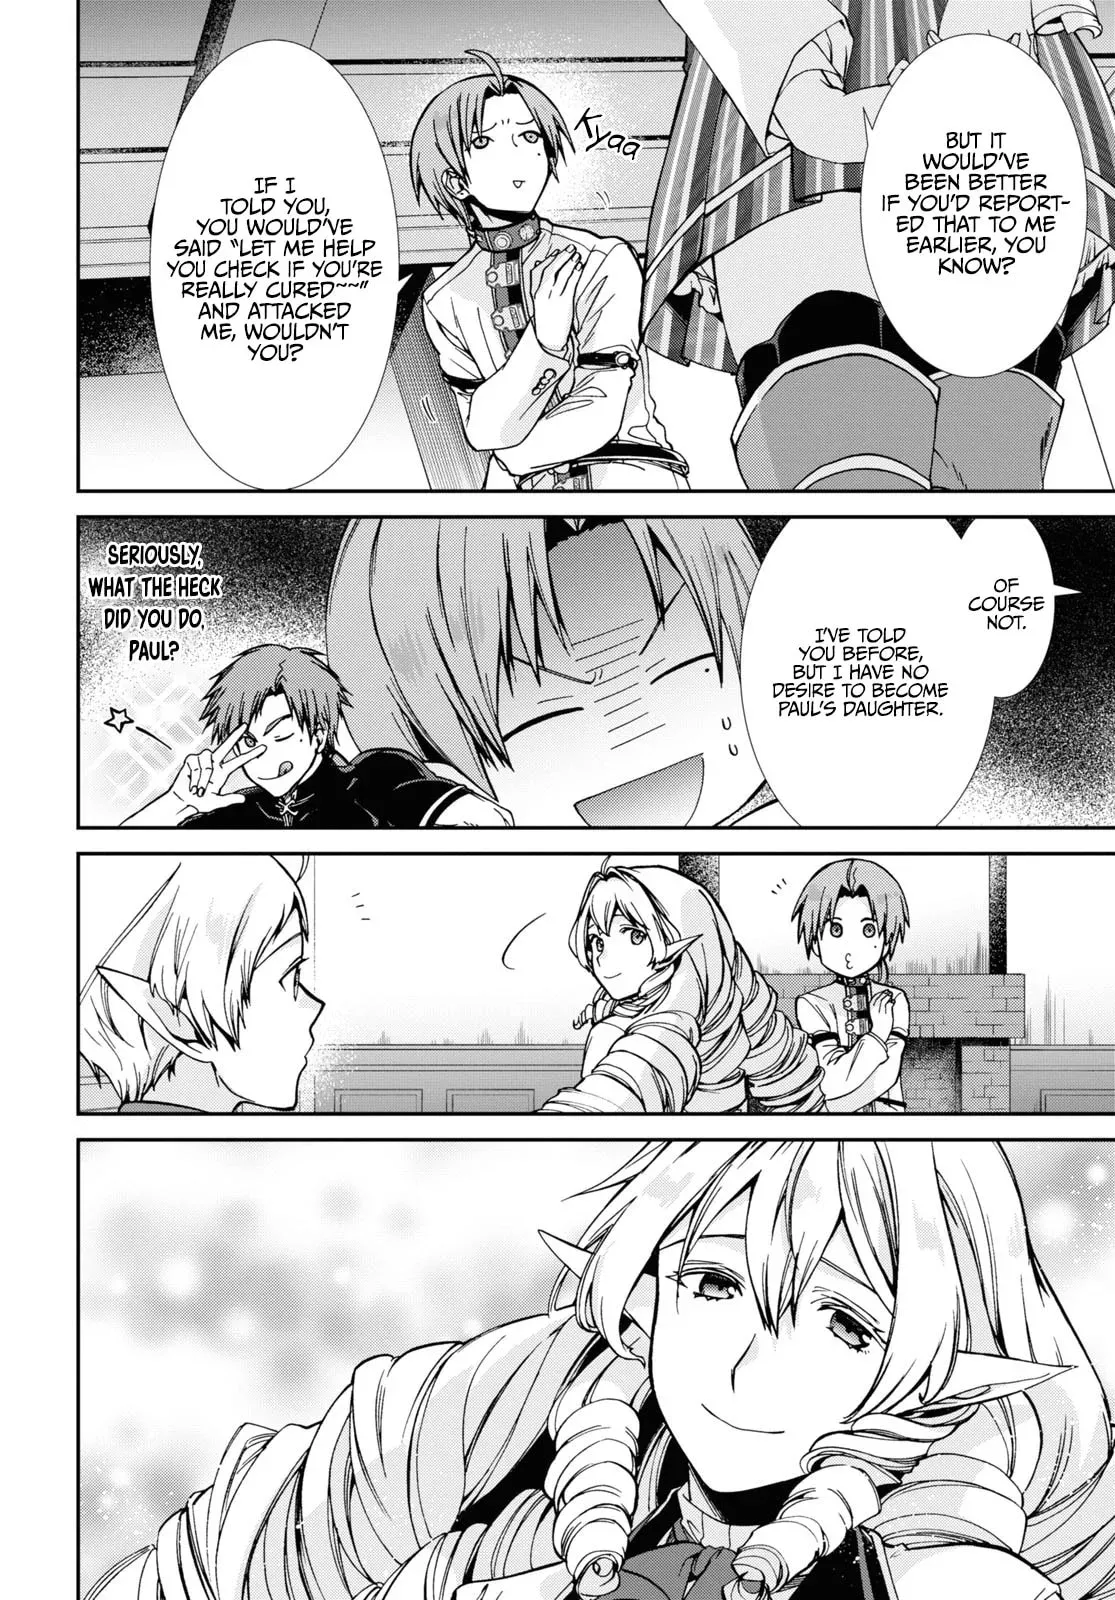 BUT IT
WOULD'VE
BEEN BETTER
IF YOU'D REPORT-
ED THAT TO ME
EARLIER, YOU
KNOW?
Kyaa
IF I
TOLD YOU,
YOU WOULD'VE
SAID "LET ME HELP
YOU CHECK IF YOU'RE
REALLY CURED~~"
AND ATTACKED
ME, WOULDN'T
YOU?
OF
COURSE
NOT.
I'VE TOLD
YOU BEFORE,
BUT I HAVE NO
DESIRE TO BECOME
PAUL'S DAUGHTER.
SERIOUSLY,
WHAT THE HECK
DID YOU DO,
PAUL?